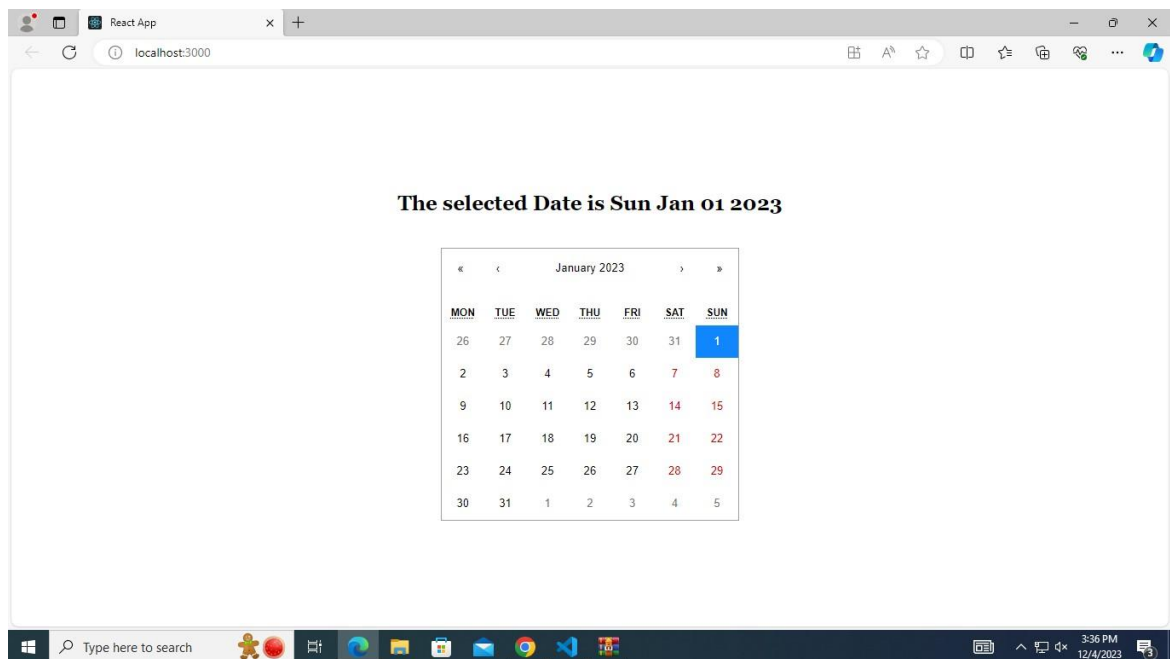 React App
localhost:3000
The selected Date is Sun Jan 01 2023
« ‹ January 2023 › »
MON TUE WED THU FRI SAT SUN
26 27 28 29 30 31 1
2 3 4 5 6 7 8
9 10 11 12 13 14 15
16 17 18 19 20 21 22
23 24 25 26 27 28 29
30 31 1 2 3 4 5
Type here to search
3:36 PM
12/4/2023
3